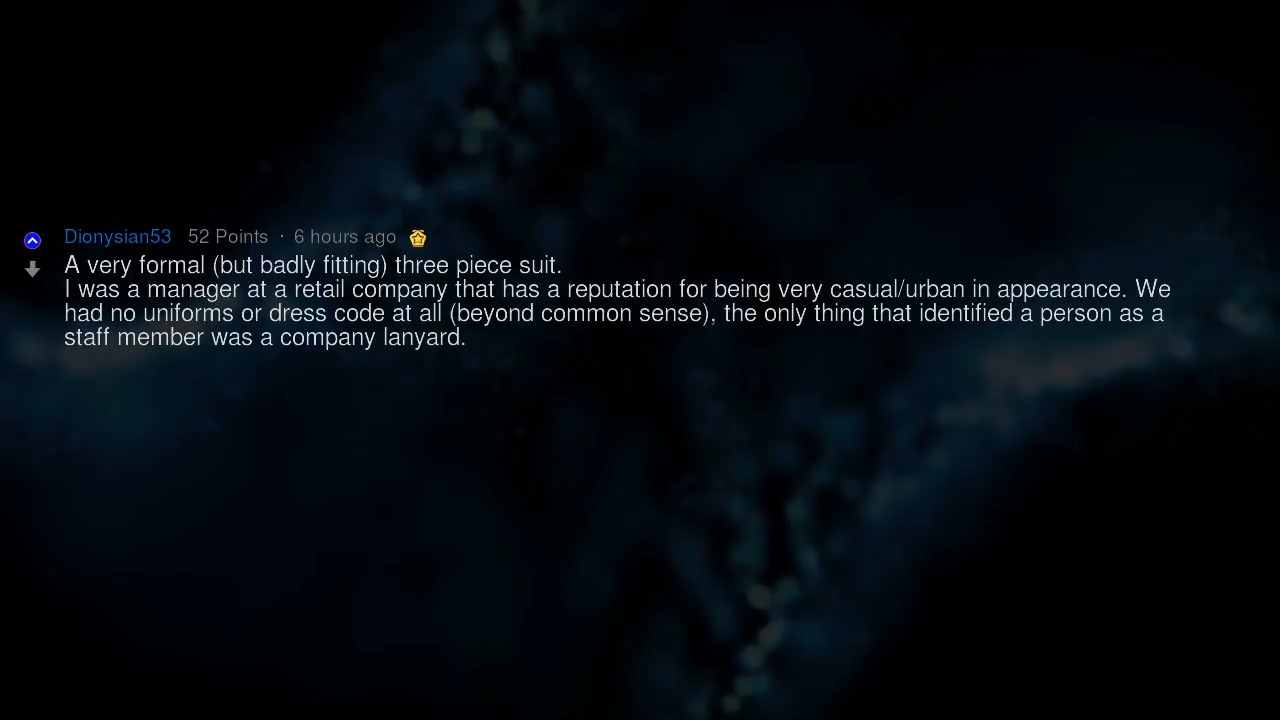 Dionysian53 52 Points · 6 hours ago
A very formal (but badly fitting) three piece suit.
I was a manager at a retail company that has a reputation for being very casual/urban in appearance. We
had no uniforms or dress code at all (beyond common sense), the only thing that identified a person as a
staff member was a company lanyard.